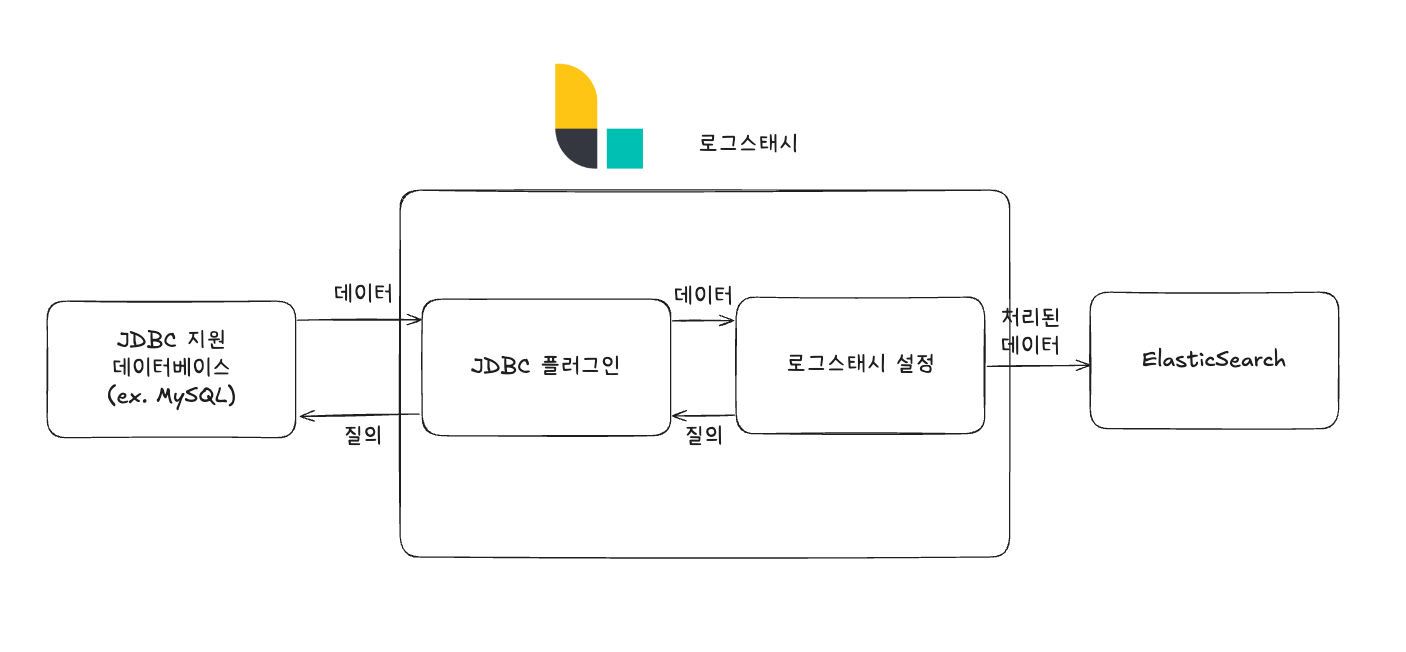 로그스태시
데이터
데이터
처리된
데이터
JDBC 지원
데이터베이스
(ex. MySQL)
JDBC 플러그인
로그스태시 설정
ElasticSearch
질의
질의